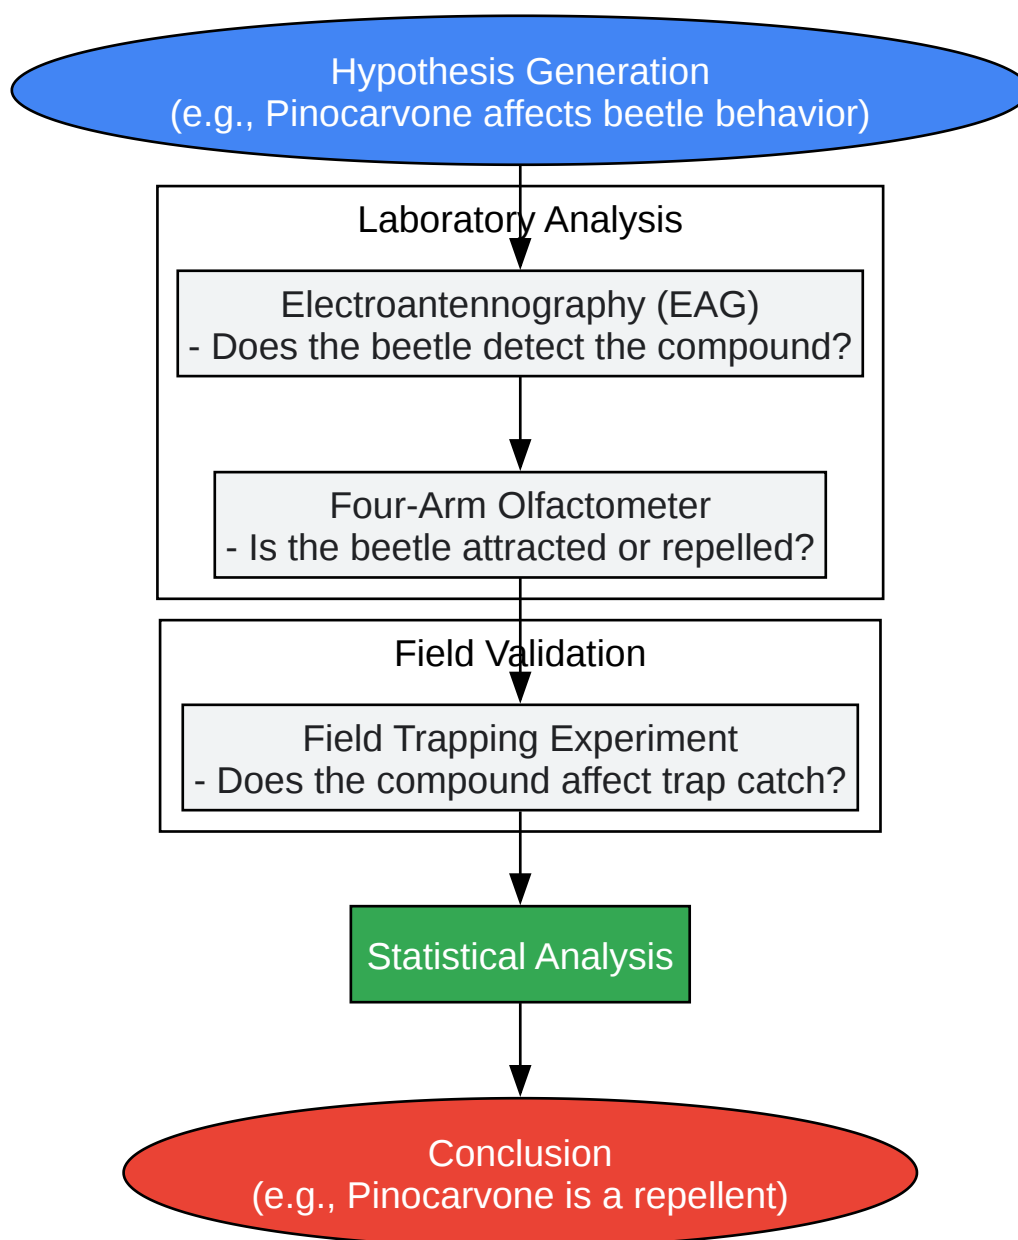 Hypothesis Generation
(e.g., Pinocarvone affects beetle behavior)
Laboratory Analysis
Electroantennography (EAG)
- Does the beetle detect the compound?
Four-Arm Olfactometer
- Is the beetle attracted or repelled?
Field Validation
Field Trapping Experiment
- Does the compound affect trap catch?
Statistical Analysis
Conclusion
(e.g., Pinocarvone is a repellent)